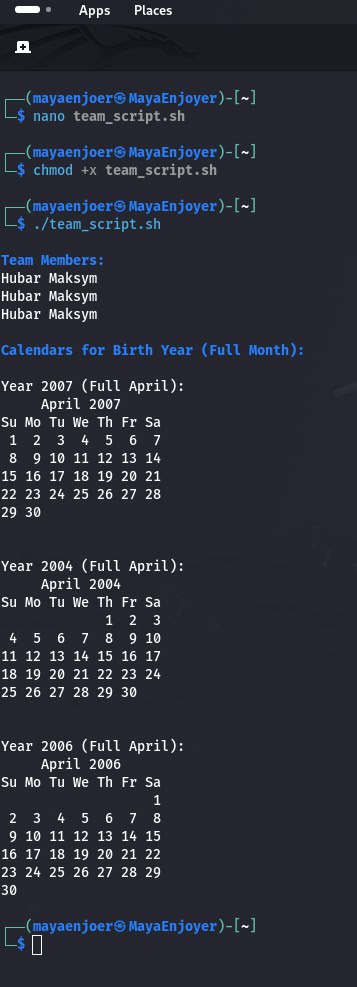 Apps Places
┌──(mayaenjoer㉿MayaEnjoyer)-[~]
└─$ nano team_script.sh
┌──(mayaenjoer㉿MayaEnjoyer)-[~]
└─$ chmod +x team_script.sh
┌──(mayaenjoer㉿MayaEnjoyer)-[~]
└─$ ./team_script.sh
Team Members:
Hubar Maksym
Hubar Maksym
Hubar Maksym
Calendars for Birth Year (Full Month):
Year 2007 (Full April):
     April 2007
Su Mo Tu We Th Fr Sa
 1  2  3  4  5  6  7
 8  9 10 11 12 13 14
15 16 17 18 19 20 21
22 23 24 25 26 27 28
29 30
Year 2004 (Full April):
     April 2004
Su Mo Tu We Th Fr Sa
             1  2  3
 4  5  6  7  8  9 10
11 12 13 14 15 16 17
18 19 20 21 22 23 24
25 26 27 28 29 30
Year 2006 (Full April):
     April 2006
Su Mo Tu We Th Fr Sa
                   1
 2  3  4  5  6  7  8
 9 10 11 12 13 14 15
16 17 18 19 20 21 22
23 24 25 26 27 28 29
30
┌──(mayaenjoer㉿MayaEnjoyer)-[~]
└─$